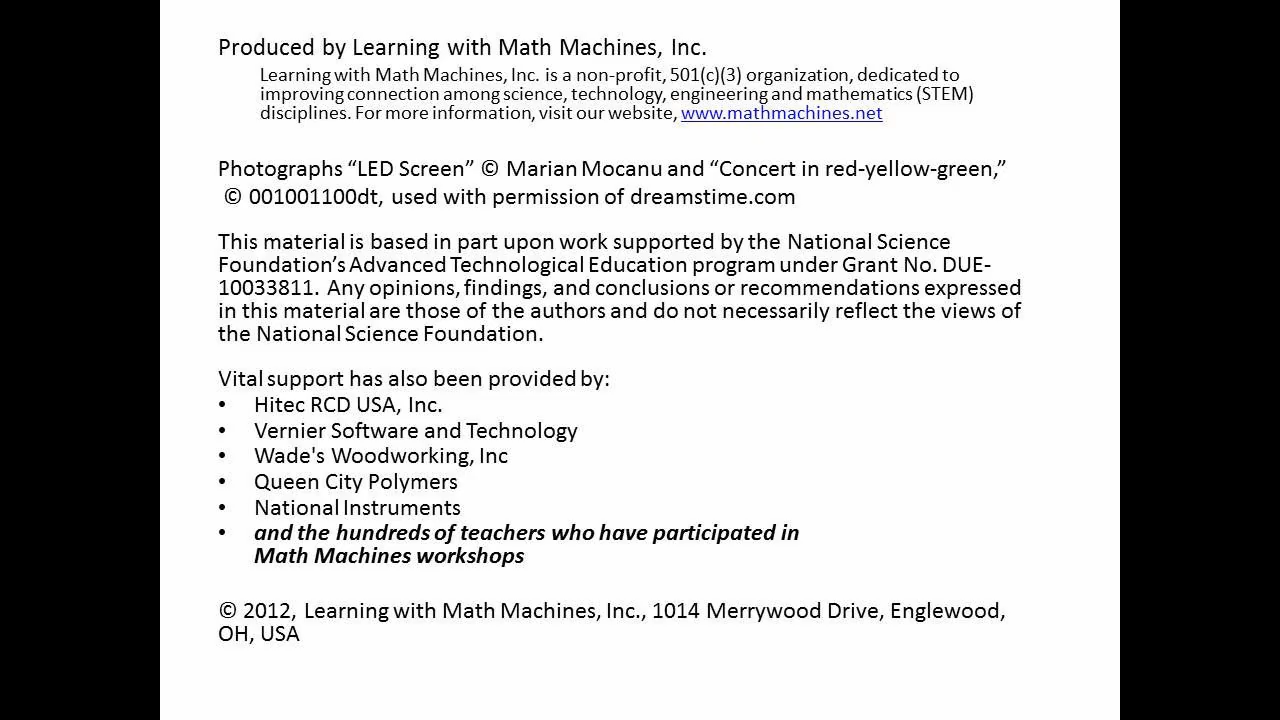 Produced by Learning with Math Machines, Inc.
Learning with Math Machines, Inc. is a non-profit, 501(c)(3) organization, dedicated to
improving connection among science, technology, engineering and mathematics (STEM)
disciplines. For more information, visit our website, www.mathmachines.net
Photographs “LED Screen” © Marian Mocanu and “Concert in red-yellow-green,”
© 001001100dt, used with permission of dreamstime.com
This material is based in part upon work supported by the National Science
Foundation’s Advanced Technological Education program under Grant No. DUE-
10033811. Any opinions, findings, and conclusions or recommendations expressed
in this material are those of the authors and do not necessarily reflect the views of
the National Science Foundation.
Vital support has also been provided by:
• Hitec RCD USA, Inc.
• Vernier Software and Technology
• Wade's Woodworking, Inc
• Queen City Polymers
• National Instruments
• and the hundreds of teachers who have participated in
Math Machines workshops
© 2012, Learning with Math Machines, Inc., 1014 Merrywood Drive, Englewood,
OH, USA